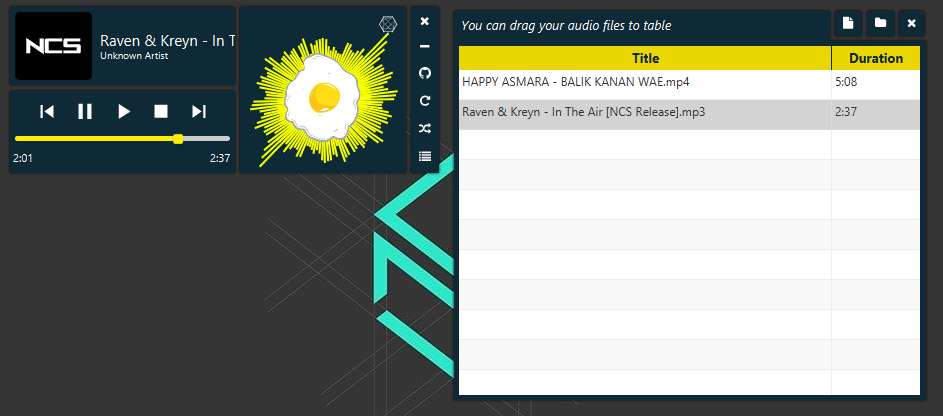 NCS
Raven & Kreyn - In T
Unknown Artist
2:01
2:37
You can drag your audio files to table
Title Duration
HAPPY ASMARA - BALIK KANAN WAE.mp4 5:08
Raven & Kreyn - In The Air [NCS Release].mp3 2:37